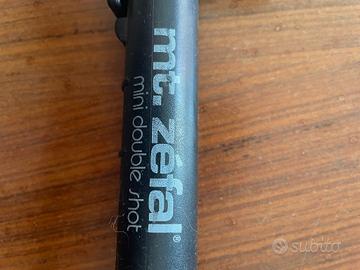 mt. zéfal®
mini double shot
subito